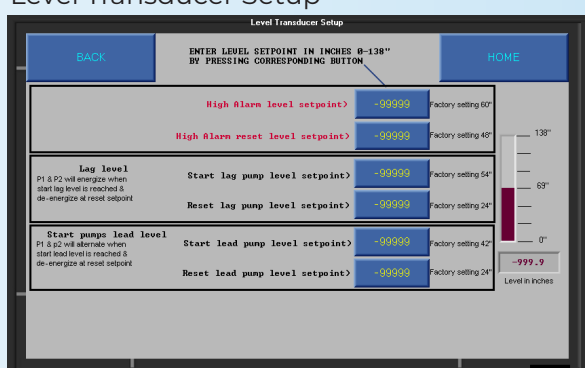 Level Transducer Setup
Level Transducer Setup
BACK
ENTER LEVEL SETPOINT IN INCHES 0-138"
BY PRESSING CORRESPONDING BUTTON
HOME
High Alarm level setpoint>
-99999
Factory setting 60"
High Alarm reset level setpoint>
-99999
Factory setting 48"
Lag level
P1 & P2 will energize when
start lag level is reached &
de-energize at reset setpoint
Start lag pump level setpoint>
-99999
Factory setting 54"
Reset lag pump level setpoint>
-99999
Factory setting 24"
Start pumps lead level
P1 & p2 will alternate when
start lead level is reached &
de-energize at reset setpoint
Start lead pump level setpoint>
-99999
Factory setting 42"
Reset lead pump level setpoint>
-99999
Factory setting 24"
138"
69"
0"
-999.9
Level in inches